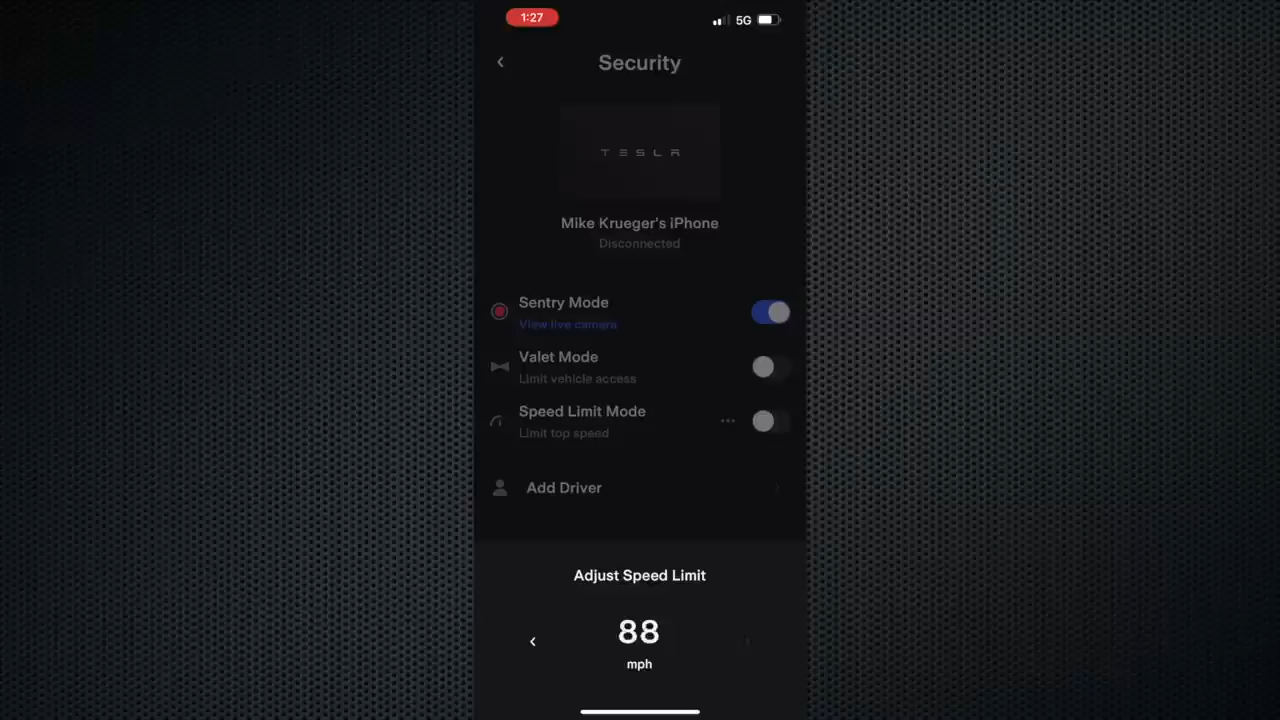 1:27
5G
Security
TESLA
Mike Krueger's iPhone
Disconnected
Sentry Mode
View live camera
Valet Mode
Limit vehicle access
Speed Limit Mode
Limit top speed
Add Driver
Adjust Speed Limit
88
mph